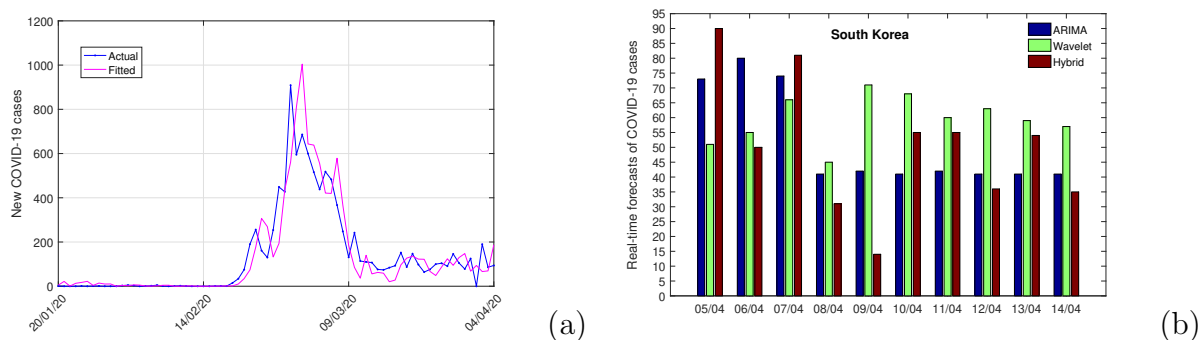 1200
1000
800
600
400
200
0
New COVID-19 cases
Actual
Fitted
20/01/20
14/02/20
09/03/20
04/04/20
(a)
95
90
85
80
75
70
65
60
55
50
45
40
35
30
25
20
15
10
5
0
Real-time forecasts of COVID-19 cases
South Korea
ARIMA
Wavelet
Hybrid
05/04 06/04 07/04 08/04 09/04 10/04 11/04 12/04 13/04 14/04
(b)